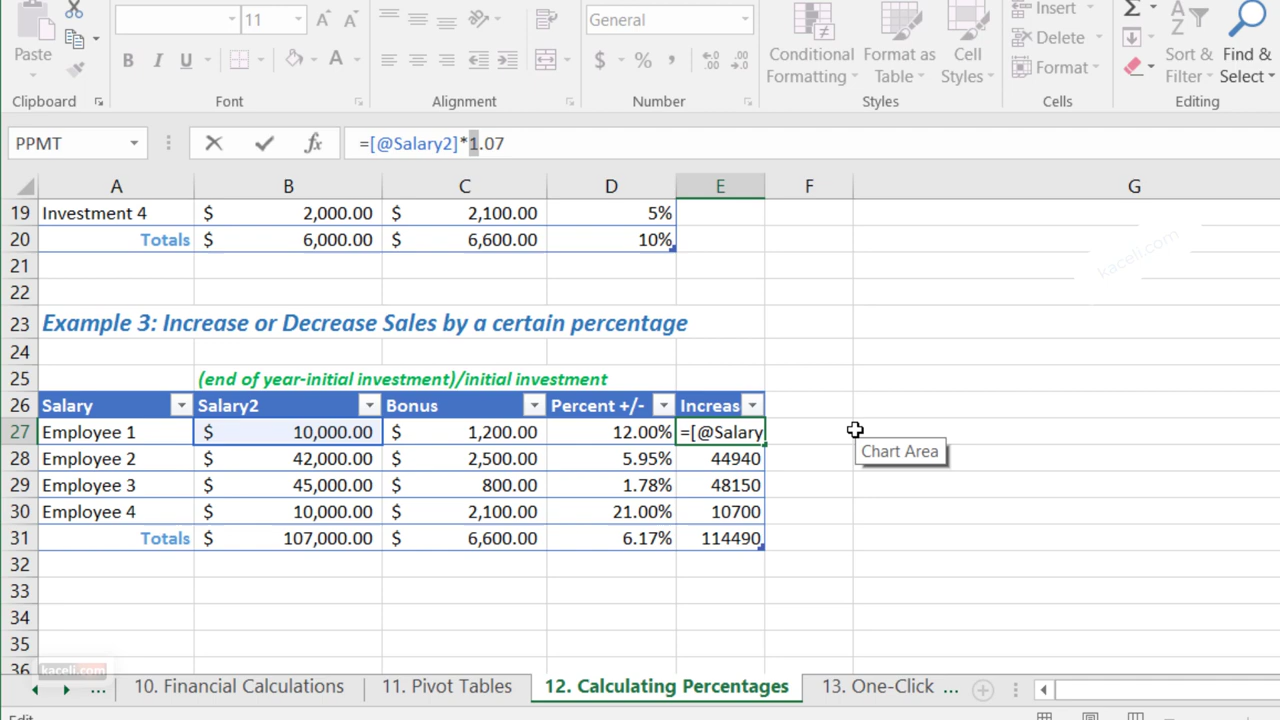 11
General
Insert
Paste
B I U
A
$ %
Conditional Formatting
Formatas Table
Cell Styles
Delete
Format
Sort & Filter
Find & Select
Clipboard Font Alignment Number Styles Cells Editing
PPMT fx =[@Salary2]*1.07
A B C D E F G
19 Investment 4 $ 2,000.00 $ 2,100.00 5%
20 Totals $ 6,000.00 $ 6,600.00 10%
kaceli.com
21
22
23 Example 3: Increase or Decrease Sales by a certain percentage
24
25 (end of year-initial investment)/initial investment
26 Salary Salary2 Bonus Percent +/- Increas
27 Employee 1 $ 10,000.00 $ 1,200.00 12.00% =[@Salary
Chart Area
28 Employee 2 $ 42,000.00 $ 2,500.00 5.95% 44940
29 Employee 3 $ 45,000.00 $ 800.00 1.78% 48150
30 Employee 4 $ 10,000.00 $ 2,100.00 21.00% 10700
31 Totals $ 107,000.00 $ 6,600.00 6.17% 114490
32
33
34
35
36
kaceli.com
... 10. Financial Calculations 11. Pivot Tables 12. Calculating Percentages 13. One-Click ...